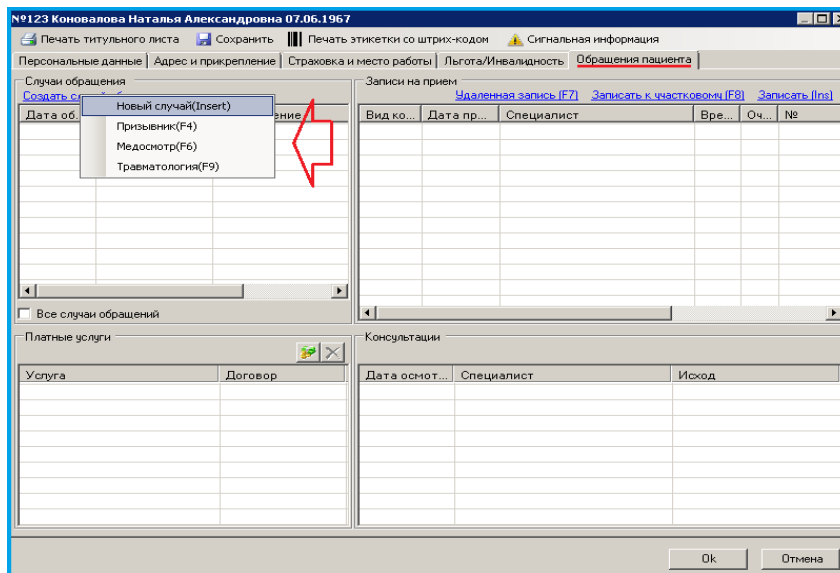 №123 Коновалова Наталья Александровна 07.06.1967
Печать титульного листа Сохранить Печать этикетки со штрих-кодом Сигнальная информация
Персональные данные Адрес и прикрепление Страховка и место работы Льгота/Инвалидность Обращения пациента
Случаи обращения
Создать
Новый случай(Insert)
Призывник(F4)
Медосмотр(F6)
Травматология(F9)
Дата об.
Все случаи обращений
Записи на прием
Удаленная запись (F7) Записать к участковому (F8) Записать (Ins)
Вид ко... Дата пр... Специалист Вре... Оч... №
Платные услуги
Услуга Договор
Консультации
Дата осмот... Специалист Исход
Ok Отмена